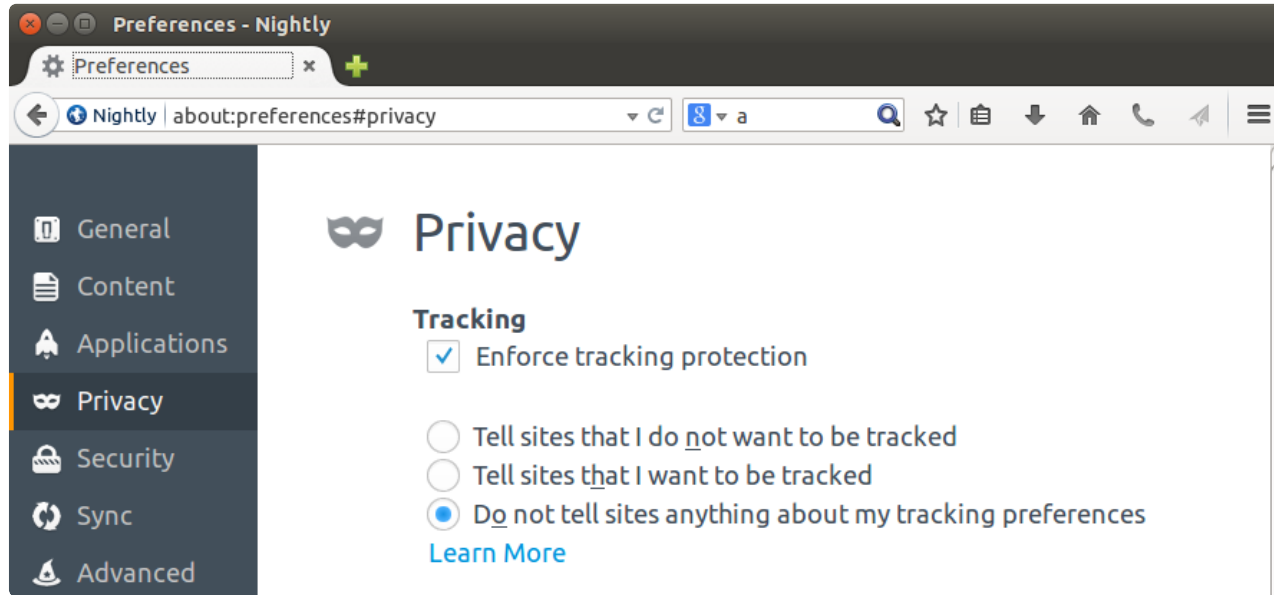 Preferences - Nightly
Preferences
Nightly about:preferences#privacy
8 a
General
Content
Applications
Privacy
Security
Sync
Advanced
Privacy
Tracking
Enforce tracking protection
Tell sites that I do not want to be tracked
Tell sites that I want to be tracked
Do not tell sites anything about my tracking preferences
Learn More